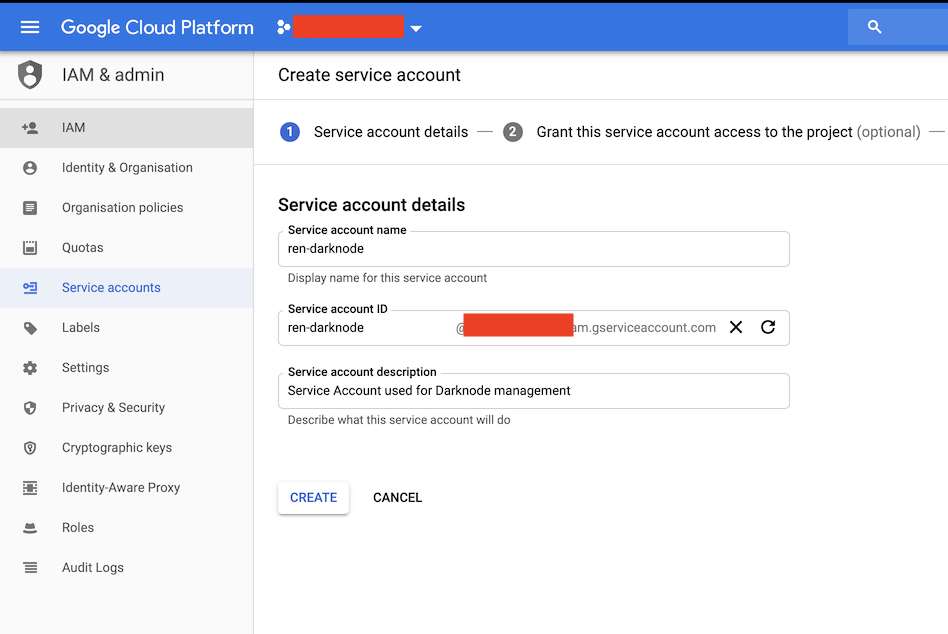 Google Cloud Platform
IAM & admin
IAM
Identity & Organisation
Organisation policies
Quotas
Service accounts
Labels
Settings
Privacy & Security
Cryptographic keys
Identity-Aware Proxy
Roles
Audit Logs
Create service account
1 Service account details — 2 Grant this service account access to the project (optional) —
Service account details
Service account name
ren-darknode
Display name for this service account
Service account ID
ren-darknode @ am.gserviceaccount.com
Service account description
Service Account used for Darknode management
Describe what this service account will do
CREATE CANCEL